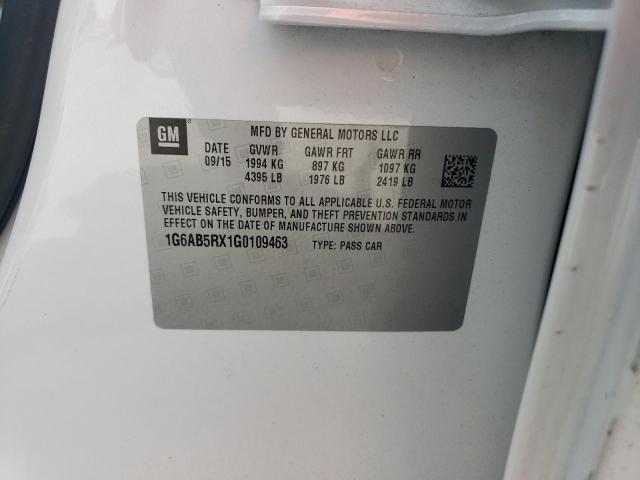 GM
MFD BY GENERAL MOTORS LLC
DATE GVWR GAWR FRT GAWR RR
09/15 1994 KG 897 KG 1097 KG
4395 LB 1976 LB 2419 LB
THIS VEHICLE CONFORMS TO ALL APPLICABLE U.S. FEDERAL MOTOR
VEHICLE SAFETY, BUMPER, AND THEFT PREVENTION STANDARDS IN
EFFECT ON THE DATE OF MANUFACTURE SHOWN ABOVE.
1G6AB5RX1G0109463 TYPE: PASS CAR